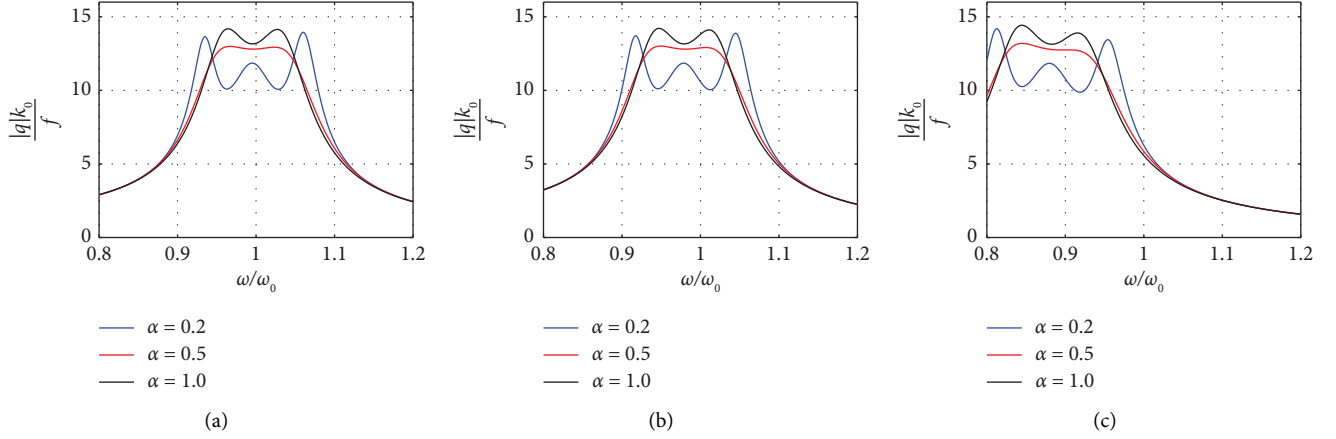 15
10
5
0
|q|k₀
f
0.8 0.9 1 1.1 1.2
ω/ω₀
α = 0.2
α = 0.5
α = 1.0
(a)
15
10
5
0
|q|k₀
f
0.8 0.9 1 1.1 1.2
ω/ω₀
α = 0.2
α = 0.5
α = 1.0
(b)
15
10
5
0
|q|k₀
f
0.8 0.9 1 1.1 1.2
ω/ω₀
α = 0.2
α = 0.5
α = 1.0
(c)